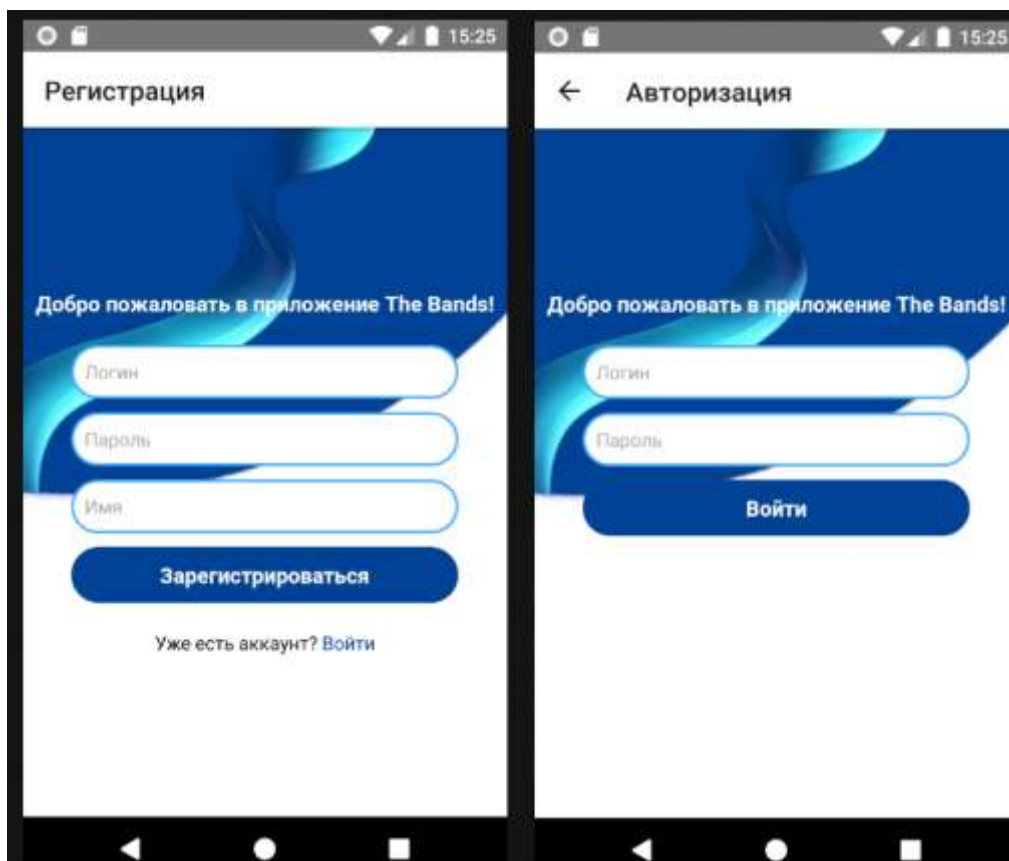 15:25
Регистрация
Добро пожаловать в приложение The Bands!
Логин
Пароль
Имя
Зарегистрироваться
Уже есть аккаунт? Войти
15:25
Авторизация
Добро пожаловать в приложение The Bands!
Логин
Пароль
Войти